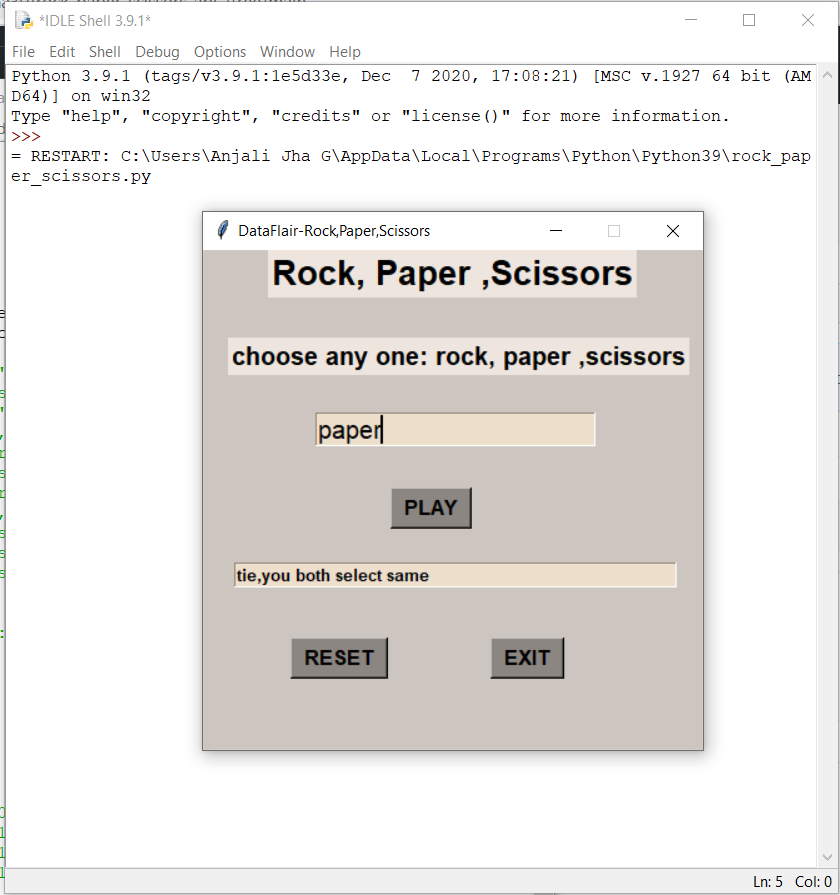 *IDLE Shell 3.9.1*
File Edit Shell Debug Options Window Help
Python 3.9.1 (tags/v3.9.1:1e5d33e, Dec  7 2020, 17:08:21) [MSC v.1927 64 bit (AM
D64)] on win32
Type "help", "copyright", "credits" or "license()" for more information.
>>>
= RESTART: C:\Users\Anjali Jha G\AppData\Local\Programs\Python\Python39\rock_pap
er_scissors.py
DataFlair-Rock,Paper,Scissors
Rock, Paper ,Scissors
choose any one: rock, paper ,scissors
paper
PLAY
tie,you both select same
RESET EXIT
Ln: 5 Col: 0